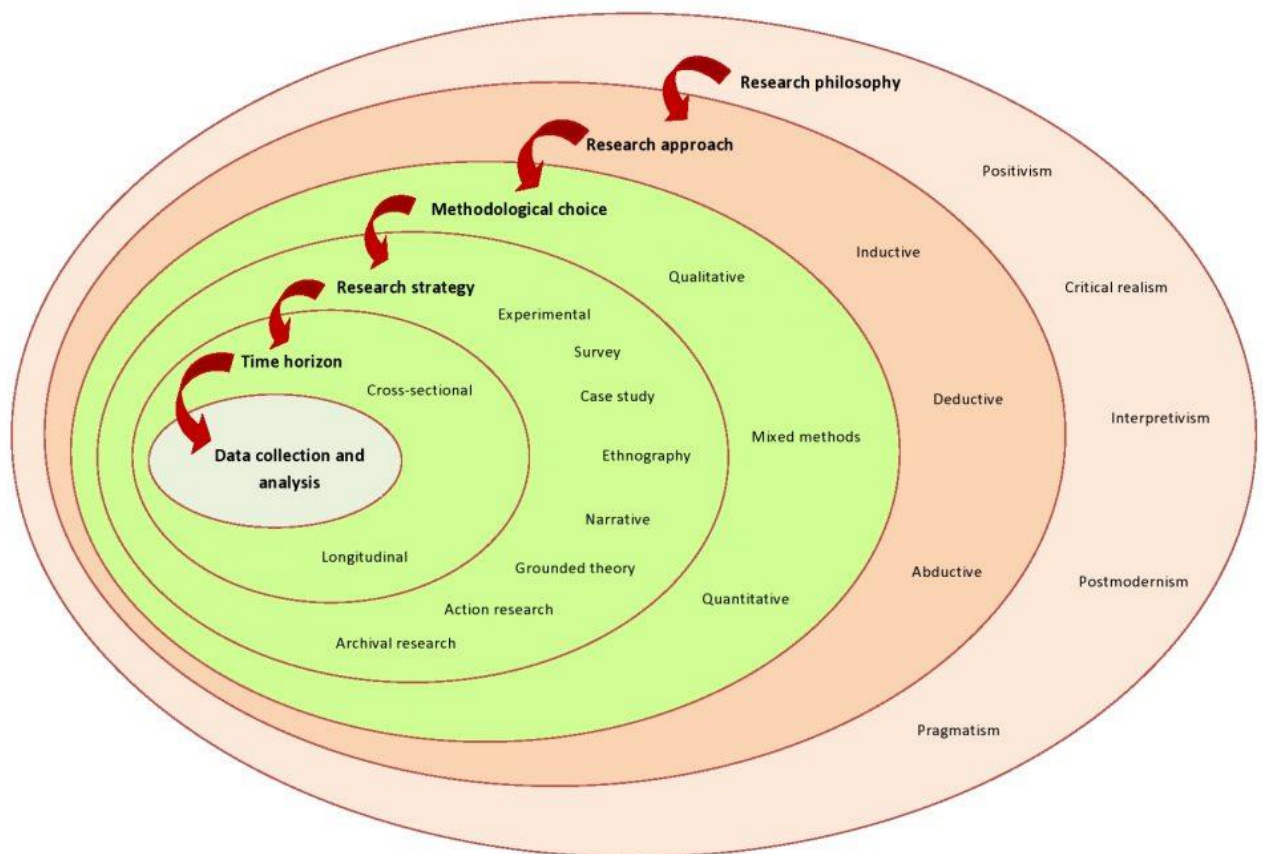 Research philosophy
Research approach
Positivism
Methodological choice
Inductive
Qualitative
Research strategy
Critical realism
Experimental
Survey
Time horizon
Cross-sectional
Case study
Deductive
Interpretivism
Mixed methods
Data collection and
analysis
Ethnography
Narrative
Longitudinal
Grounded theory
Abductive
Postmodernism
Quantitative
Action research
Archival research
Pragmatism